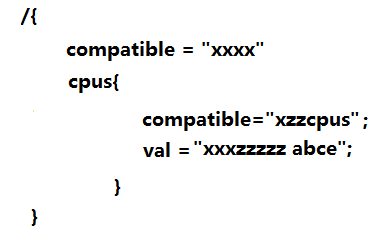 /{
compatible = "xxxx"
cpus{
compatible="xzzcpus";
val ="xxxzzzzz abce";
}
}